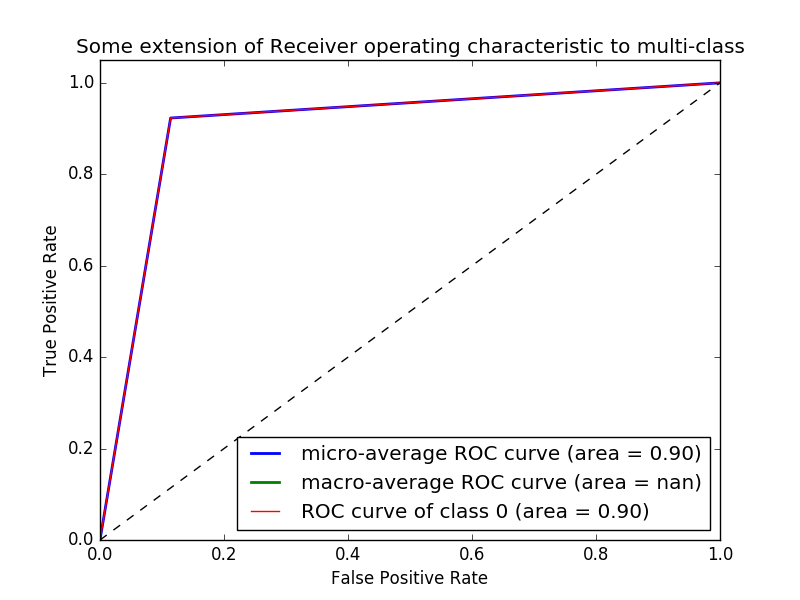 Some extension of Receiver operating characteristic to multi-class
1.0
0.8
0.6
0.4
0.2
0.0
True Positive Rate
micro-average ROC curve (area = 0.90)
macro-average ROC curve (area = nan)
ROC curve of class 0 (area = 0.90)
0.0 0.2 0.4 0.6 0.8 1.0
False Positive Rate